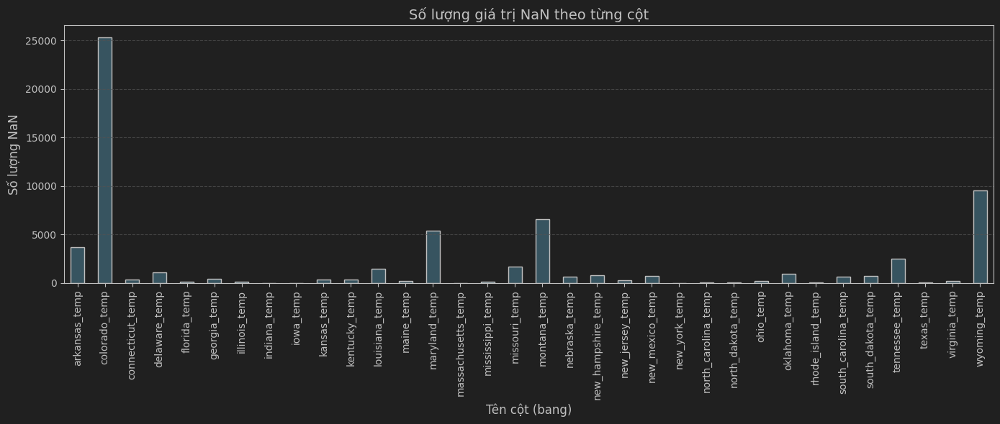 Số lượng giá trị NaN theo từng cột
Số lượng NaN
25000
20000
15000
10000
5000
0
arkansas_temp
colorado_temp
connecticut_temp
delaware_temp
florida_temp
georgia_temp
illinois_temp
indiana_temp
iowa_temp
kansas_temp
kentucky_temp
louisiana_temp
maine_temp
maryland_temp
massachusetts_temp
mississippi_temp
missouri_temp
montana_temp
nebraska_temp
new_hampshire_temp
new_jersey_temp
new_mexico_temp
new_york_temp
north_carolina_temp
north_dakota_temp
ohio_temp
oklahoma_temp
rhode_island_temp
south_carolina_temp
south_dakota_temp
tennessee_temp
texas_temp
virginia_temp
wyoming_temp
Tên cột (bang)